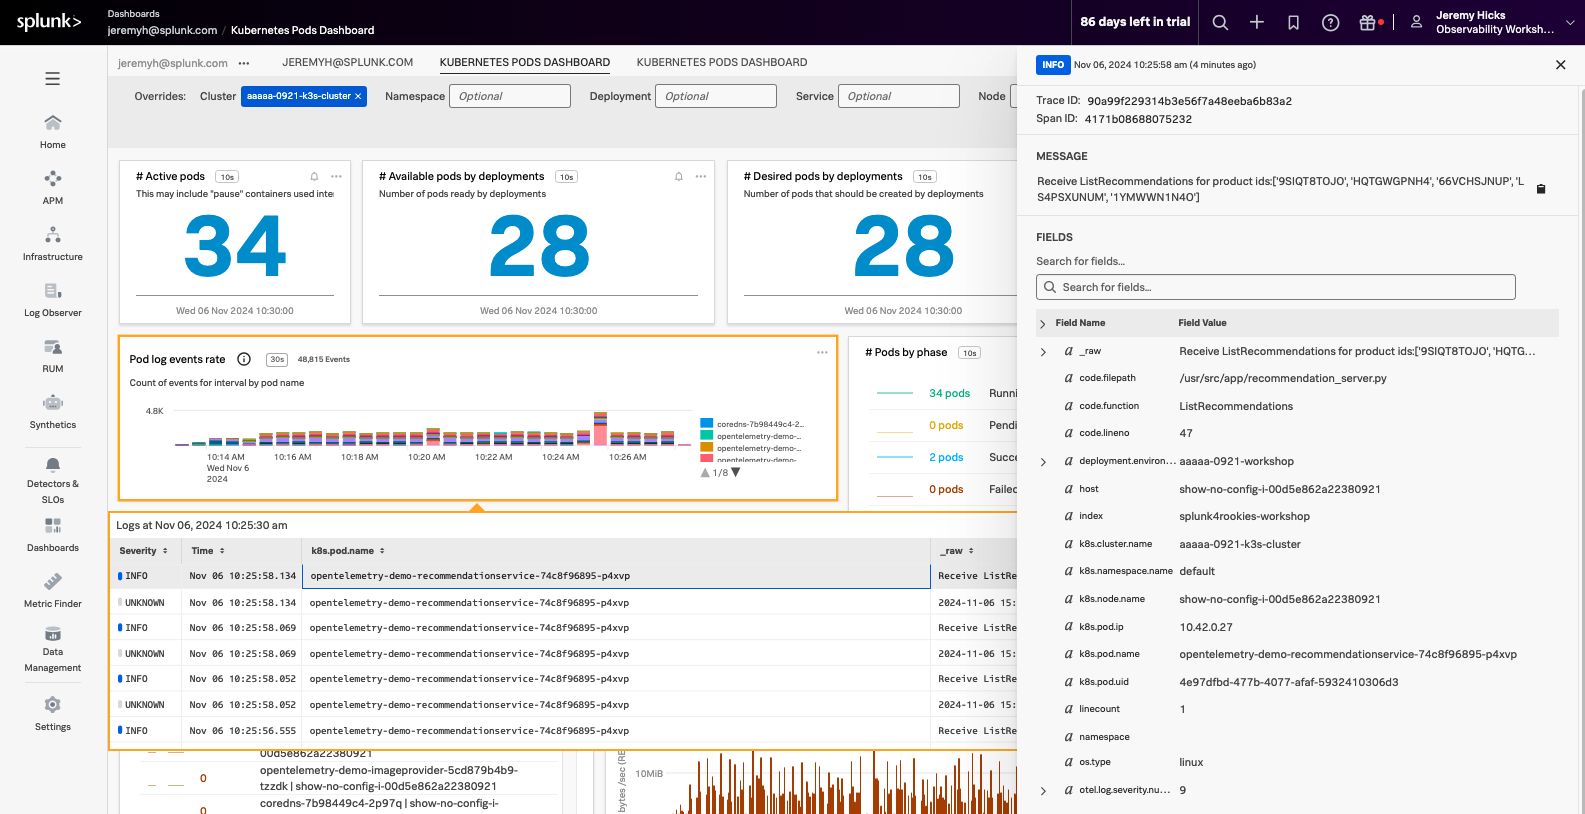 splunk>
Dashboards
jeremyh@splunk.com / Kubernetes Pods Dashboard
86 days left in trial
Jeremy Hicks
Observability Worksh...
Home
APM
Infrastructure
Log Observer
RUM
Synthetics
Detectors & SLOs
Dashboards
Metric Finder
Data Management
Settings
jeremyh@splunk.com ••• JEREMYH@SPLUNK.COM KUBERNETES PODS DASHBOARD KUBERNETES PODS DASHBOARD
Overrides: Cluster aaaaa-0921-k3s-cluster × Namespace Optional Deployment Optional Service Optional Node
# Active pods 10s
This may include "pause" containers used inter
34
Wed 06 Nov 2024 10:30:00
# Available pods by deployments 10s
Number of pods ready by deployments
28
Wed 06 Nov 2024 10:30:00
# Desired pods by deployments 10s
Number of pods that should be created by deployments
28
Wed 06 Nov 2024 10:30:00
Pod log events rate 30s 48,815 Events
Count of events for interval by pod name
4.8K
10:14 AM 10:16 AM 10:18 AM 10:20 AM 10:22 AM 10:24 AM 10:26 AM
Wed Nov 6
2024
coredns-7b98449c4-2...
opentelemetry-demo-...
opentelemetry-demo-...
opentelemetry-demo-...
1/8
# Pods by phase 10s
34 pods Runni
0 pods Pendi
2 pods Succe
0 pods Failed
Logs at Nov 06, 2024 10:25:30 am
Severity Time k8s.pod.name _raw
INFO Nov 06 10:25:58.134 opentelemetry-demo-recommendationservice-74c8f96895-p4xvp Receive ListRe
UNKNOWN Nov 06 10:25:58.134 opentelemetry-demo-recommendationservice-74c8f96895-p4xvp 2024-11-06 15:
INFO Nov 06 10:25:58.069 opentelemetry-demo-recommendationservice-74c8f96895-p4xvp Receive ListRe
UNKNOWN Nov 06 10:25:58.069 opentelemetry-demo-recommendationservice-74c8f96895-p4xvp 2024-11-06 15:
INFO Nov 06 10:25:58.052 opentelemetry-demo-recommendationservice-74c8f96895-p4xvp Receive ListRe
UNKNOWN Nov 06 10:25:58.052 opentelemetry-demo-recommendationservice-74c8f96895-p4xvp 2024-11-06 15:
INFO Nov 06 10:25:56.555 opentelemetry-demo-recommendationservice-74c8f96895-p4xvp Receive ListRe
00d5e862a22380921
0 opentelemetry-demo-imageprovider-5cd879b4b9-
tzzdk | show-no-config-i-00d5e862a22380921
0 coredns-7b98449c4-2p97q | show-no-config-i-
bytes /sec (RE
10MiB
INFO Nov 06, 2024 10:25:58 am (4 minutes ago)
Trace ID: 90a99f229314b3e56f7a48eeba6b83a2
Span ID: 4171b08688075232
MESSAGE
Receive ListRecommendations for product ids:['9SIQT8TOJO', 'HQTGWGPNH4', '66VCHSJNUP', 'L
S4PSXUNUM', '1YMWWN1N4O']
FIELDS
Search for fields...
Search for fields...
Field Name Field Value
a _raw Receive ListRecommendations for product ids:['9SIQT8TOJO', 'HQTG...
a code.filepath /usr/src/app/recommendation_server.py
a code.function ListRecommendations
a code.lineno 47
a deployment.environ... aaaaa-0921-workshop
a host show-no-config-i-00d5e862a22380921
a index splunk4rookies-workshop
a k8s.cluster.name aaaaa-0921-k3s-cluster
a k8s.namespace.name default
a k8s.node.name show-no-config-i-00d5e862a22380921
a k8s.pod.ip 10.42.0.27
a k8s.pod.name opentelemetry-demo-recommendationservice-74c8f96895-p4xvp
a k8s.pod.uid 4e97dfbd-477b-4077-afaf-5932410306d3
a linecount 1
a namespace
a os.type linux
a otel.log.severity.nu... 9